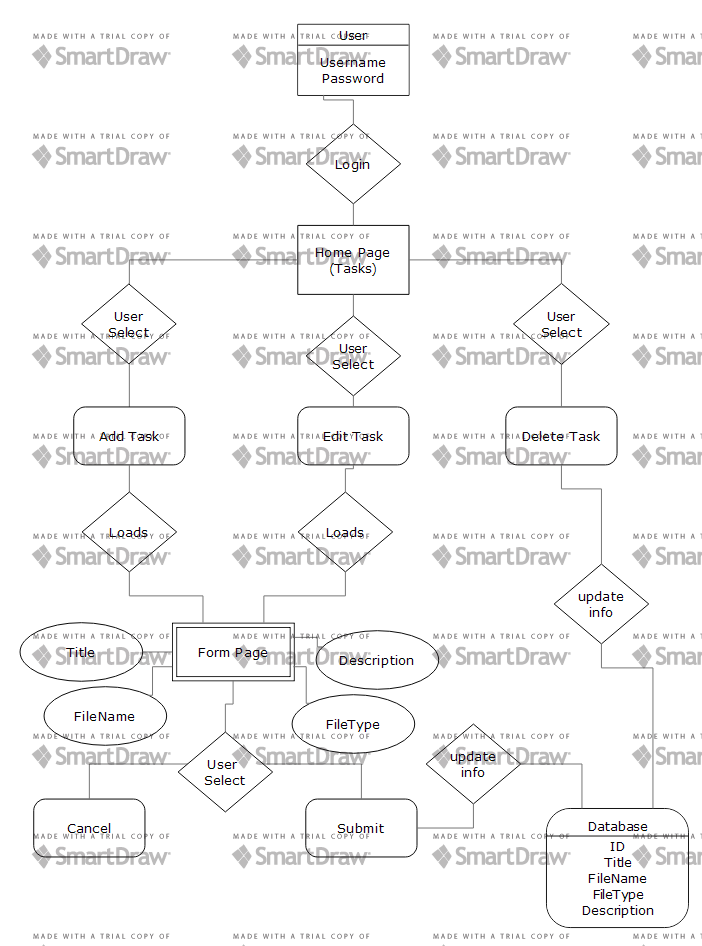 User
Username
Password
Login
Home Page
(Tasks)
User
Select
User
Select
User
Select
Add Task
Edit Task
Delete Task
Loads
Loads
update
info
Title
Form Page
Description
FileName
FileType
User
Select
update
info
Cancel
Submit
Database
ID
Title
FileName
FileType
Description
MADE WITH A TRIAL COPY OF
SmartDraw